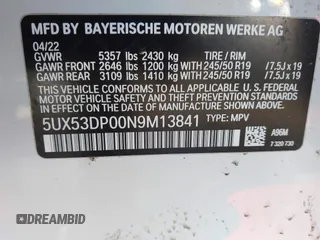 MFD BY BAYERISCHE MOTOREN WERKE AG
04/22
GVWR 5357 lbs 2430 kg TIRE / RIM
GAWR FRONT 2646 lbs 1200 kg WITH 245/50 R19 / 7.5J x 19
GAWR REAR 3109 lbs 1410 kg WITH 245/50 R19 / 7.5J x 19
THIS VEHICLE CONFORMS TO ALL APPLICABLE U.S. FEDERAL
MOTOR VEHICLE SAFETY AND THEFT PREVENTION STANDARDS
IN EFFECT ON THE DATE OF MANUFACTURE SHOWN ABOVE.
5UX53DP00N9M13841 TYPE: MPV
A96M
7 320 730
DREAMBID